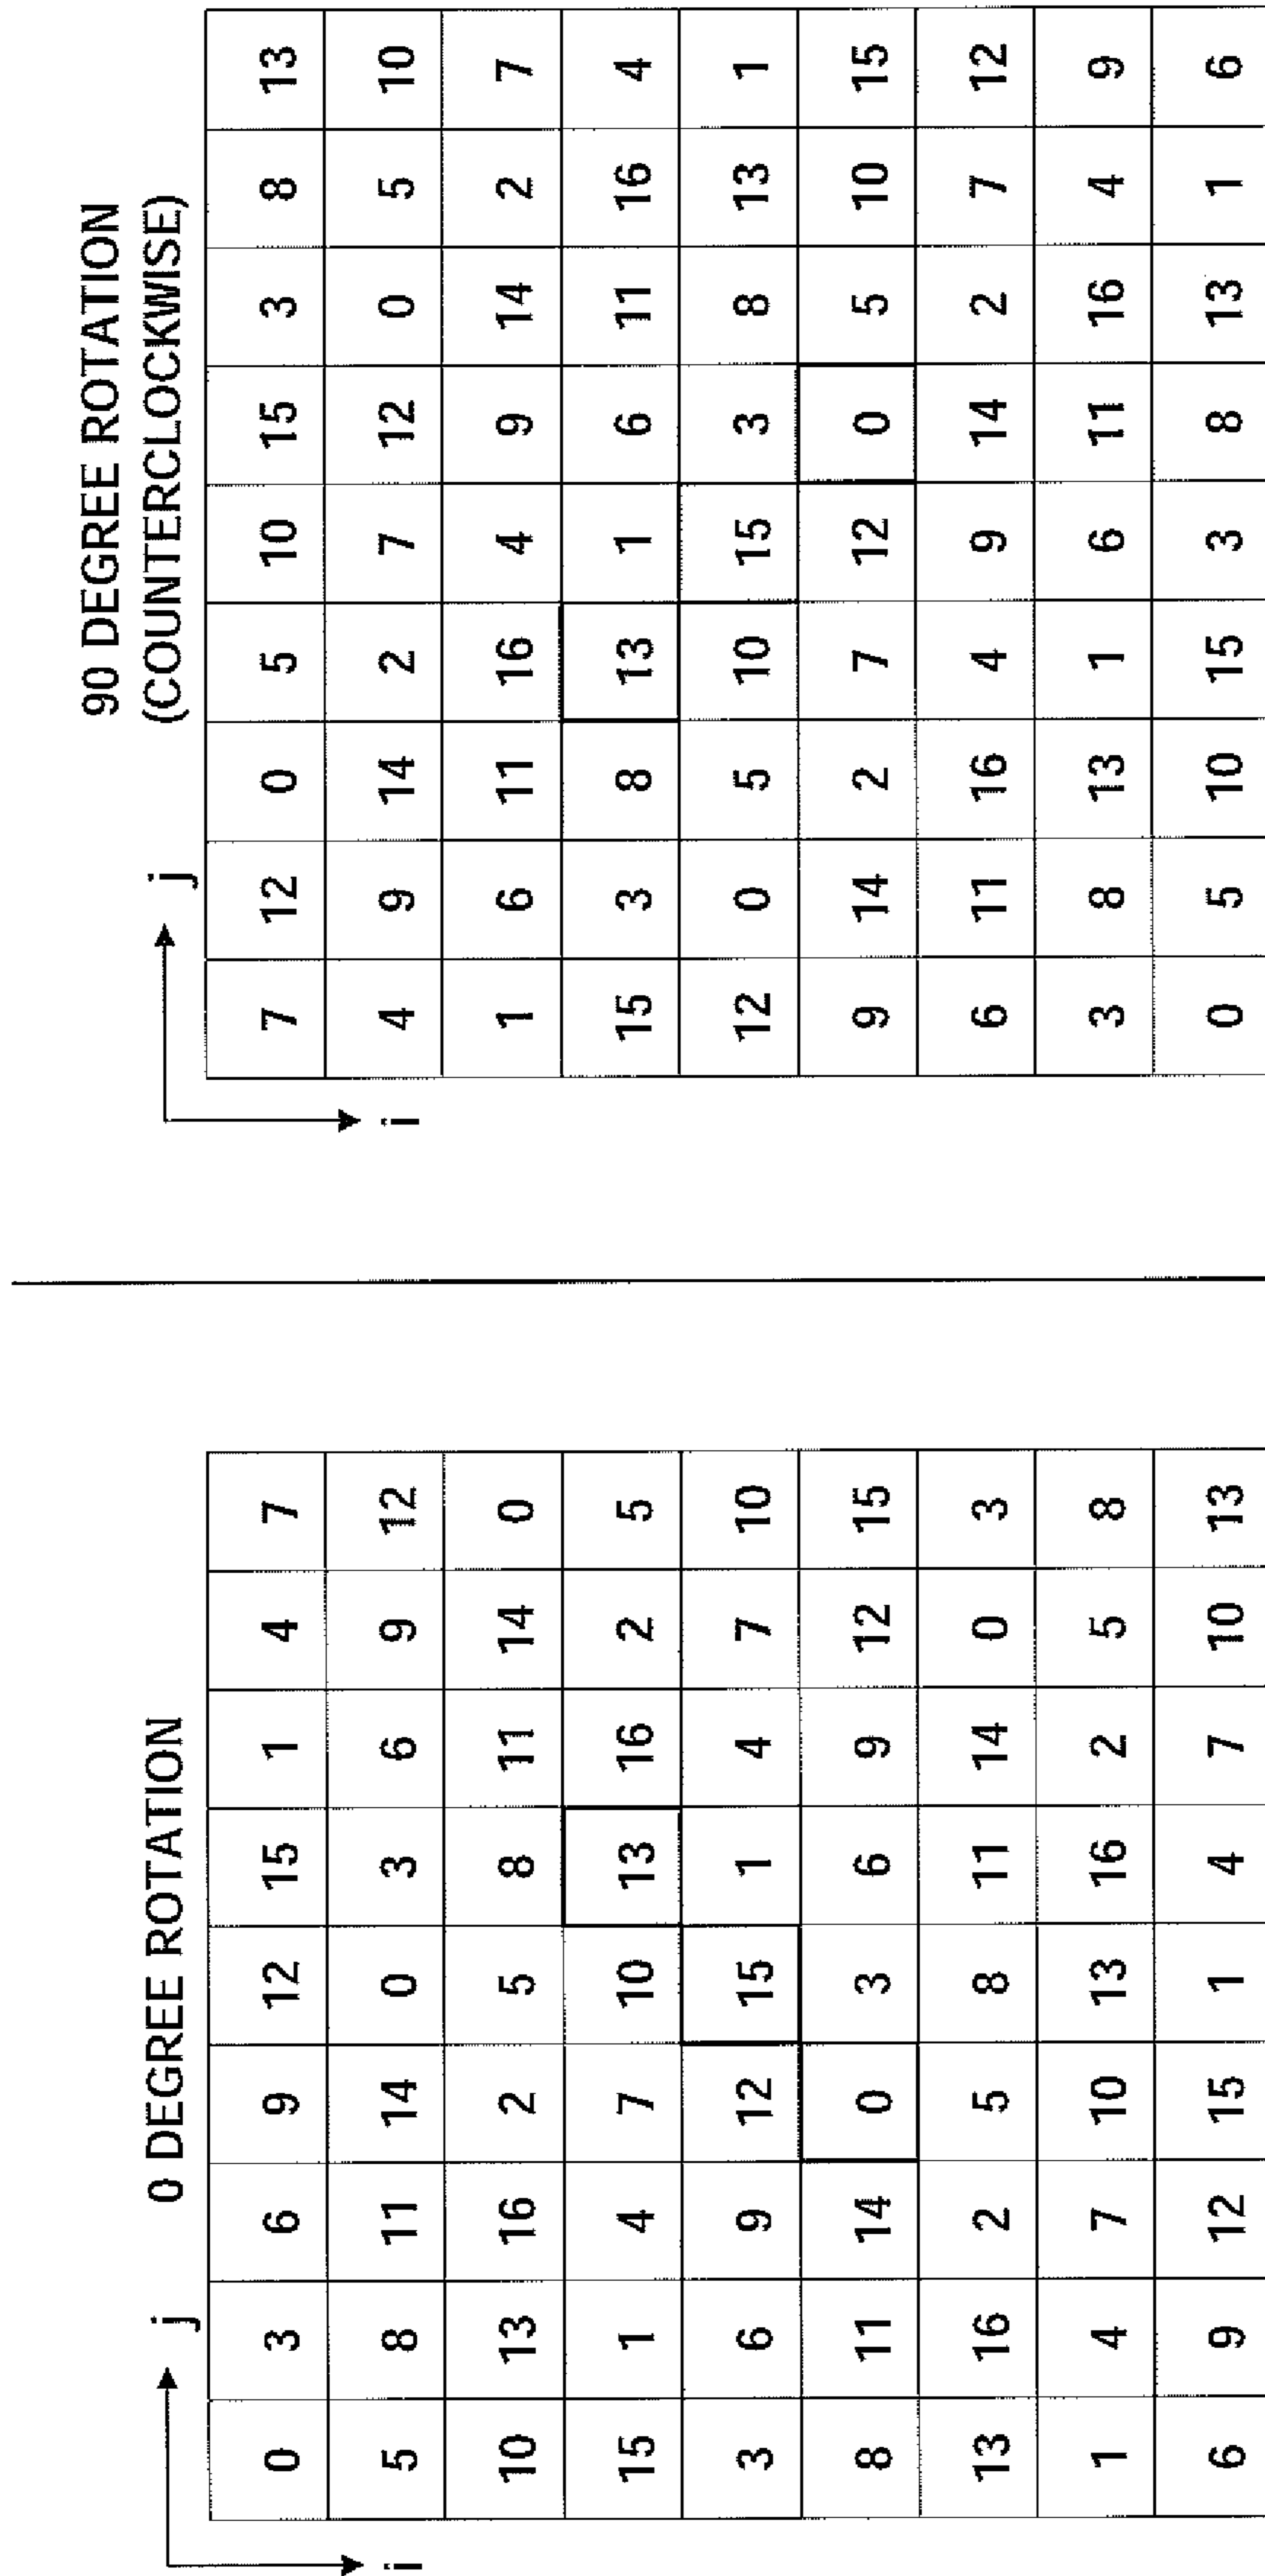 0 DEGREE ROTATION
j
i
0 3 6 9 12 15 1 4 7
5 8 11 14 0 3 6 9 12
10 13 16 2 5 8 11 14 0
15 1 4 7 10 13 16 2 5
3 6 9 12 15 1 4 7 10
8 11 14 0 3 6 9 12 15
13 16 2 5 8 11 14 0 3
1 4 7 10 13 16 2 5 8
6 9 12 15 1 4 7 10 13
90 DEGREE ROTATION
(COUNTERCLOCKWISE)
j
i
7 12 0 5 10 15 3 8 13
4 9 14 2 7 12 0 5 10
1 6 11 16 4 9 14 2 7
15 3 8 13 1 6 11 16 4
12 0 5 10 15 3 8 13 1
9 14 2 7 12 0 5 10 15
6 11 16 4 9 14 2 7 12
3 8 13 1 6 11 16 4 9
0 5 10 15 3 8 13 1 6